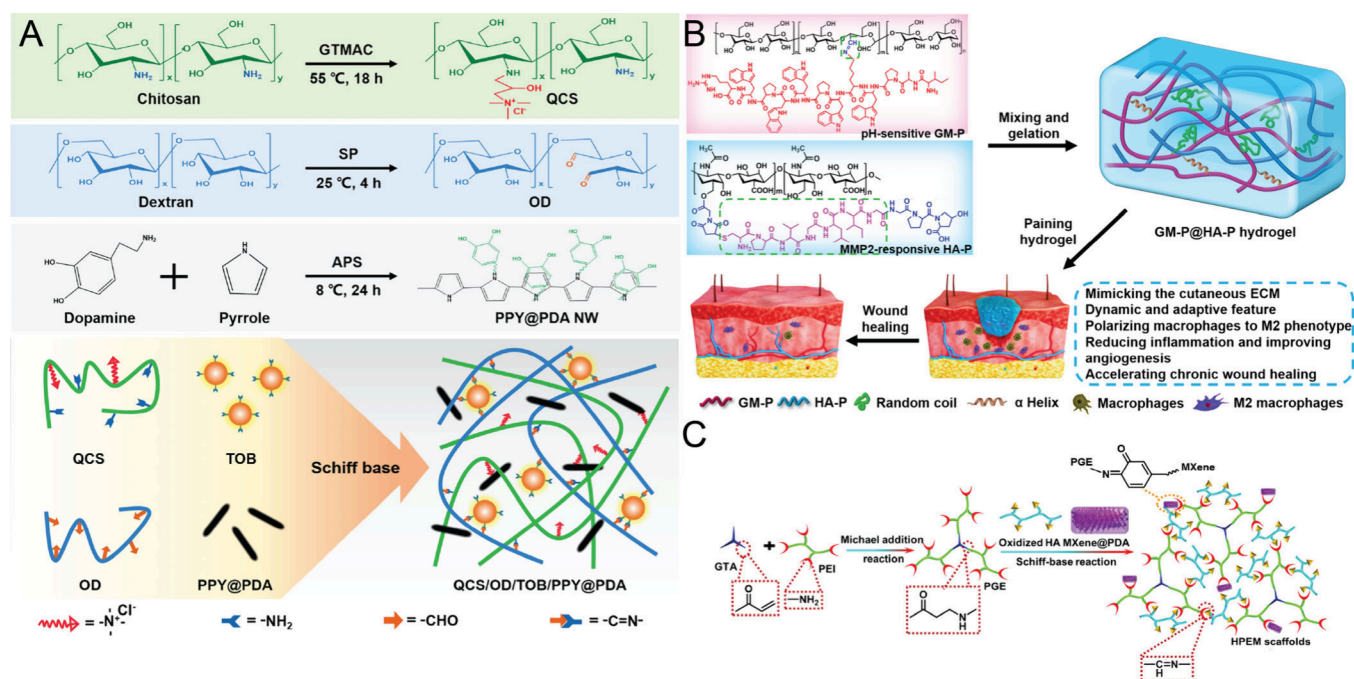 A
GTMAC
55 ℃, 18 h
Chitosan
QCS
SP
25 ℃, 4 h
Dextran
OD
APS
8 ℃, 24 h
Dopamine
Pyrrole
PPY@PDA NW
QCS
TOB
Schiff base
OD
PPY@PDA
QCS/OD/TOB/PPY@PDA
= -N⁺- Cl⁻
= -NH₂
= -CHO
= -C=N-
B
pH-sensitive GM-P
MMP2-responsive HA-P
Mixing and
gelation
GM-P@HA-P hydrogel
Paining
hydrogel
Wound
healing
Mimicking the cutaneous ECM
Dynamic and adaptive feature
Polarizing macrophages to M2 phenotype
Reducing inflammation and improving
angiogenesis
Accelerating chronic wound healing
GM-P
HA-P
Random coil
α Helix
Macrophages
M2 macrophages
C
PGE
MXene
GTA
PEI
Michael addition
reaction
PGE
Oxidized HA MXene@PDA
Schiff-base reaction
HPEM scaffolds